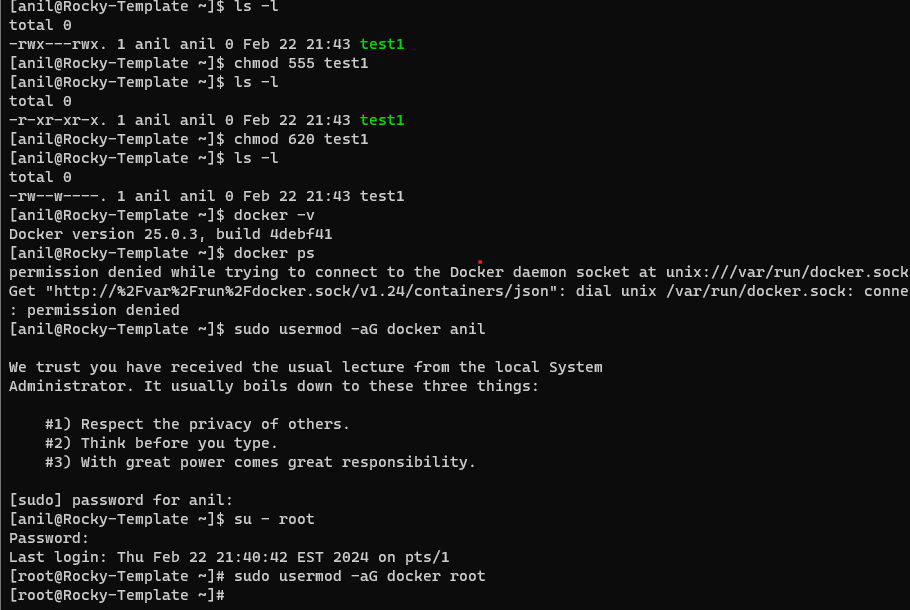 [anil@Rocky-Template ~]$ ls -l
total 0
-rwx---rwx. 1 anil anil 0 Feb 22 21:43 test1
[anil@Rocky-Template ~]$ chmod 555 test1
[anil@Rocky-Template ~]$ ls -l
total 0
-r-xr-xr-x. 1 anil anil 0 Feb 22 21:43 test1
[anil@Rocky-Template ~]$ chmod 620 test1
[anil@Rocky-Template ~]$ ls -l
total 0
-rw--w----. 1 anil anil 0 Feb 22 21:43 test1
[anil@Rocky-Template ~]$ docker -v
Docker version 25.0.3, build 4debf41
[anil@Rocky-Template ~]$ docker ps
permission denied while trying to connect to the Docker daemon socket at unix:///var/run/docker.sock
Get "http://%2Fvar%2Frun%2Fdocker.sock/v1.24/containers/json": dial unix /var/run/docker.sock: conne
: permission denied
[anil@Rocky-Template ~]$ sudo usermod -aG docker anil

We trust you have received the usual lecture from the local System
Administrator. It usually boils down to these three things:

    #1) Respect the privacy of others.
    #2) Think before you type.
    #3) With great power comes great responsibility.

[sudo] password for anil:
[anil@Rocky-Template ~]$ su - root
Password:
Last login: Thu Feb 22 21:40:42 EST 2024 on pts/1
[root@Rocky-Template ~]# sudo usermod -aG docker root
[root@Rocky-Template ~]#